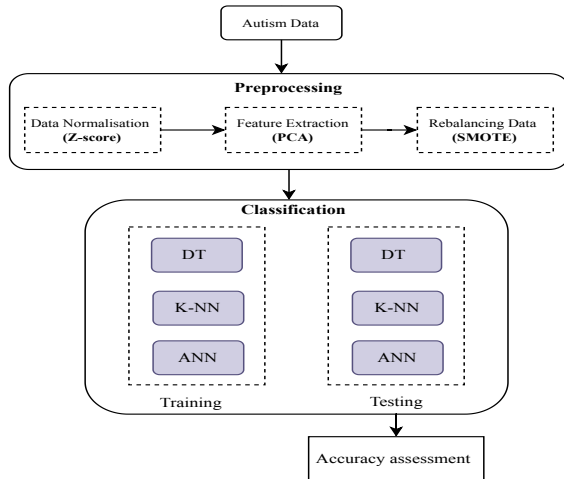 Autism Data
Preprocessing
Data Normalisation
(Z-score)
Feature Extraction
(PCA)
Rebalancing Data
(SMOTE)
Classification
DT
K-NN
ANN
Training
DT
K-NN
ANN
Testing
Accuracy assessment